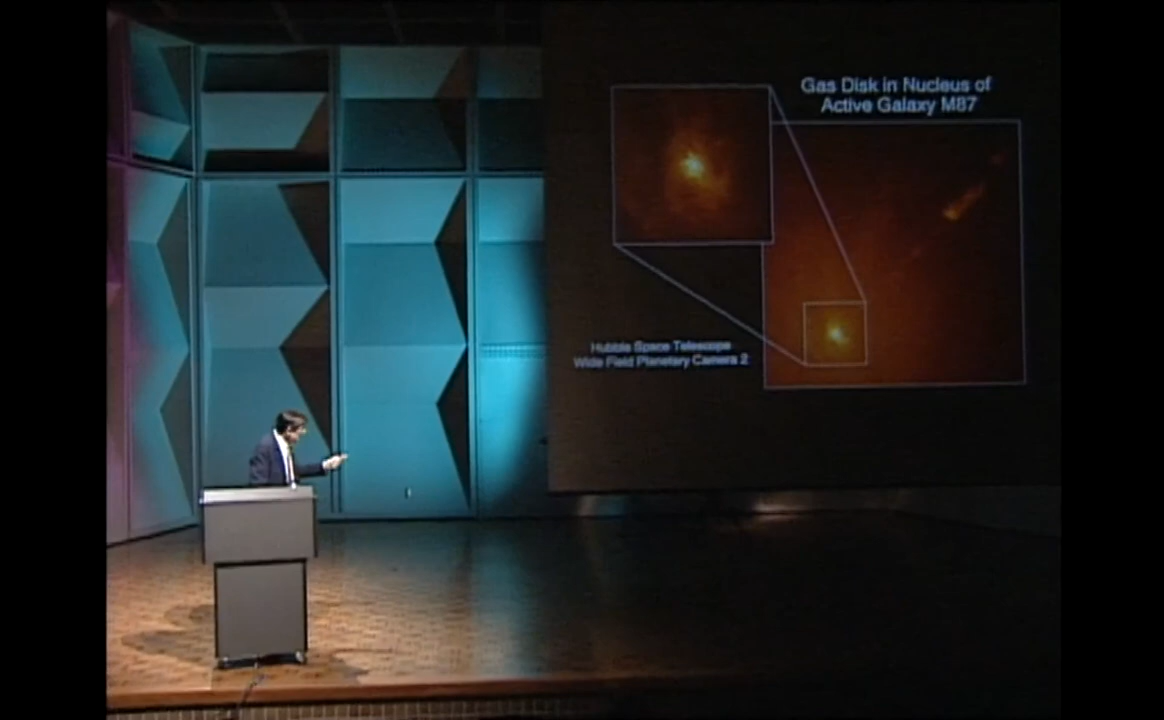 Gas Disk in Nucleus of
Active Galaxy M87
Hubble Space Telescope
Wide Field Planetary Camera 2